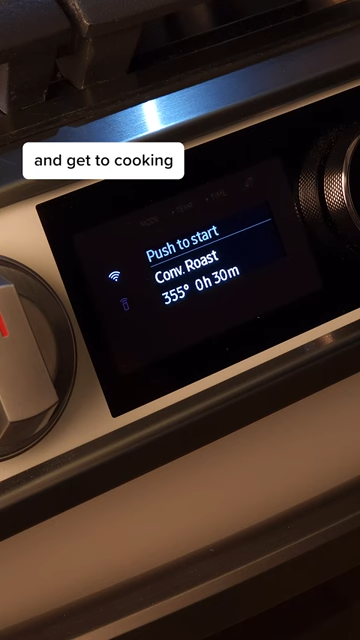 and get to cooking
Push to start
Conv. Roast
355° 0h 30m